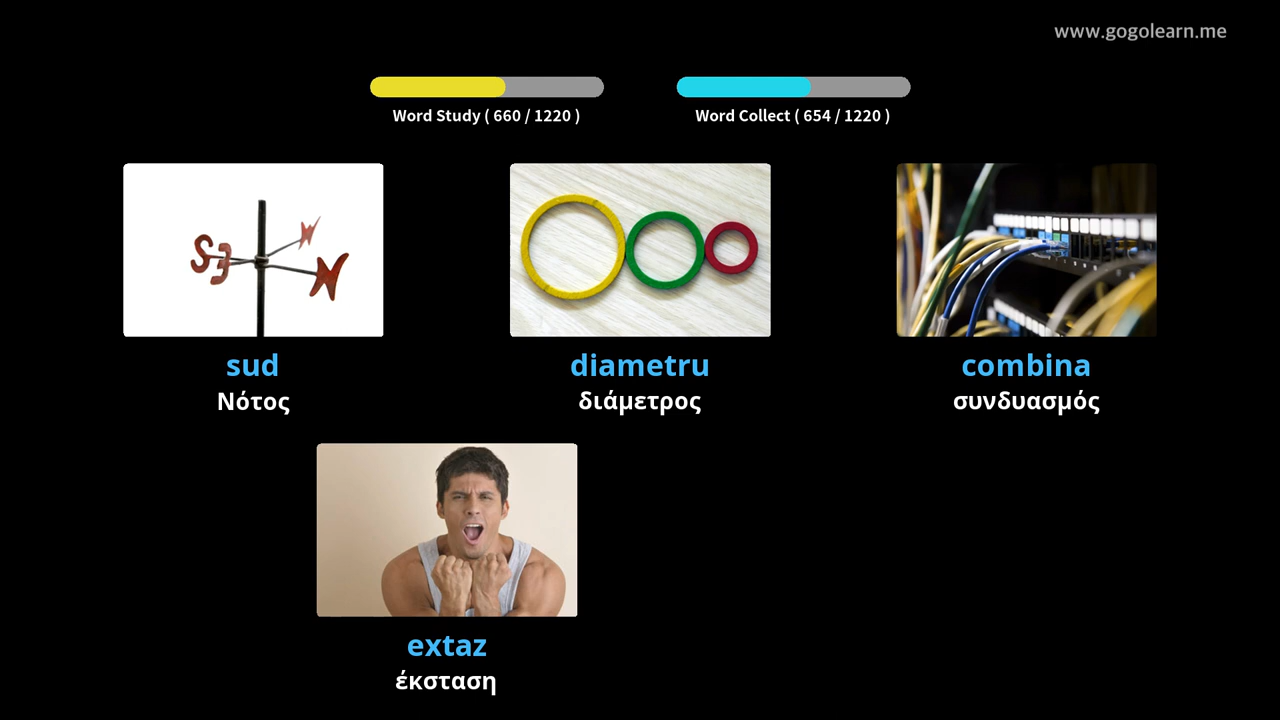 www.gogolearn.me
Word Study ( 660 / 1220 )
Word Collect ( 654 / 1220 )
sud
Νότος
diametru
διάμετρος
combina
συνδυασμός
extaz
έκσταση